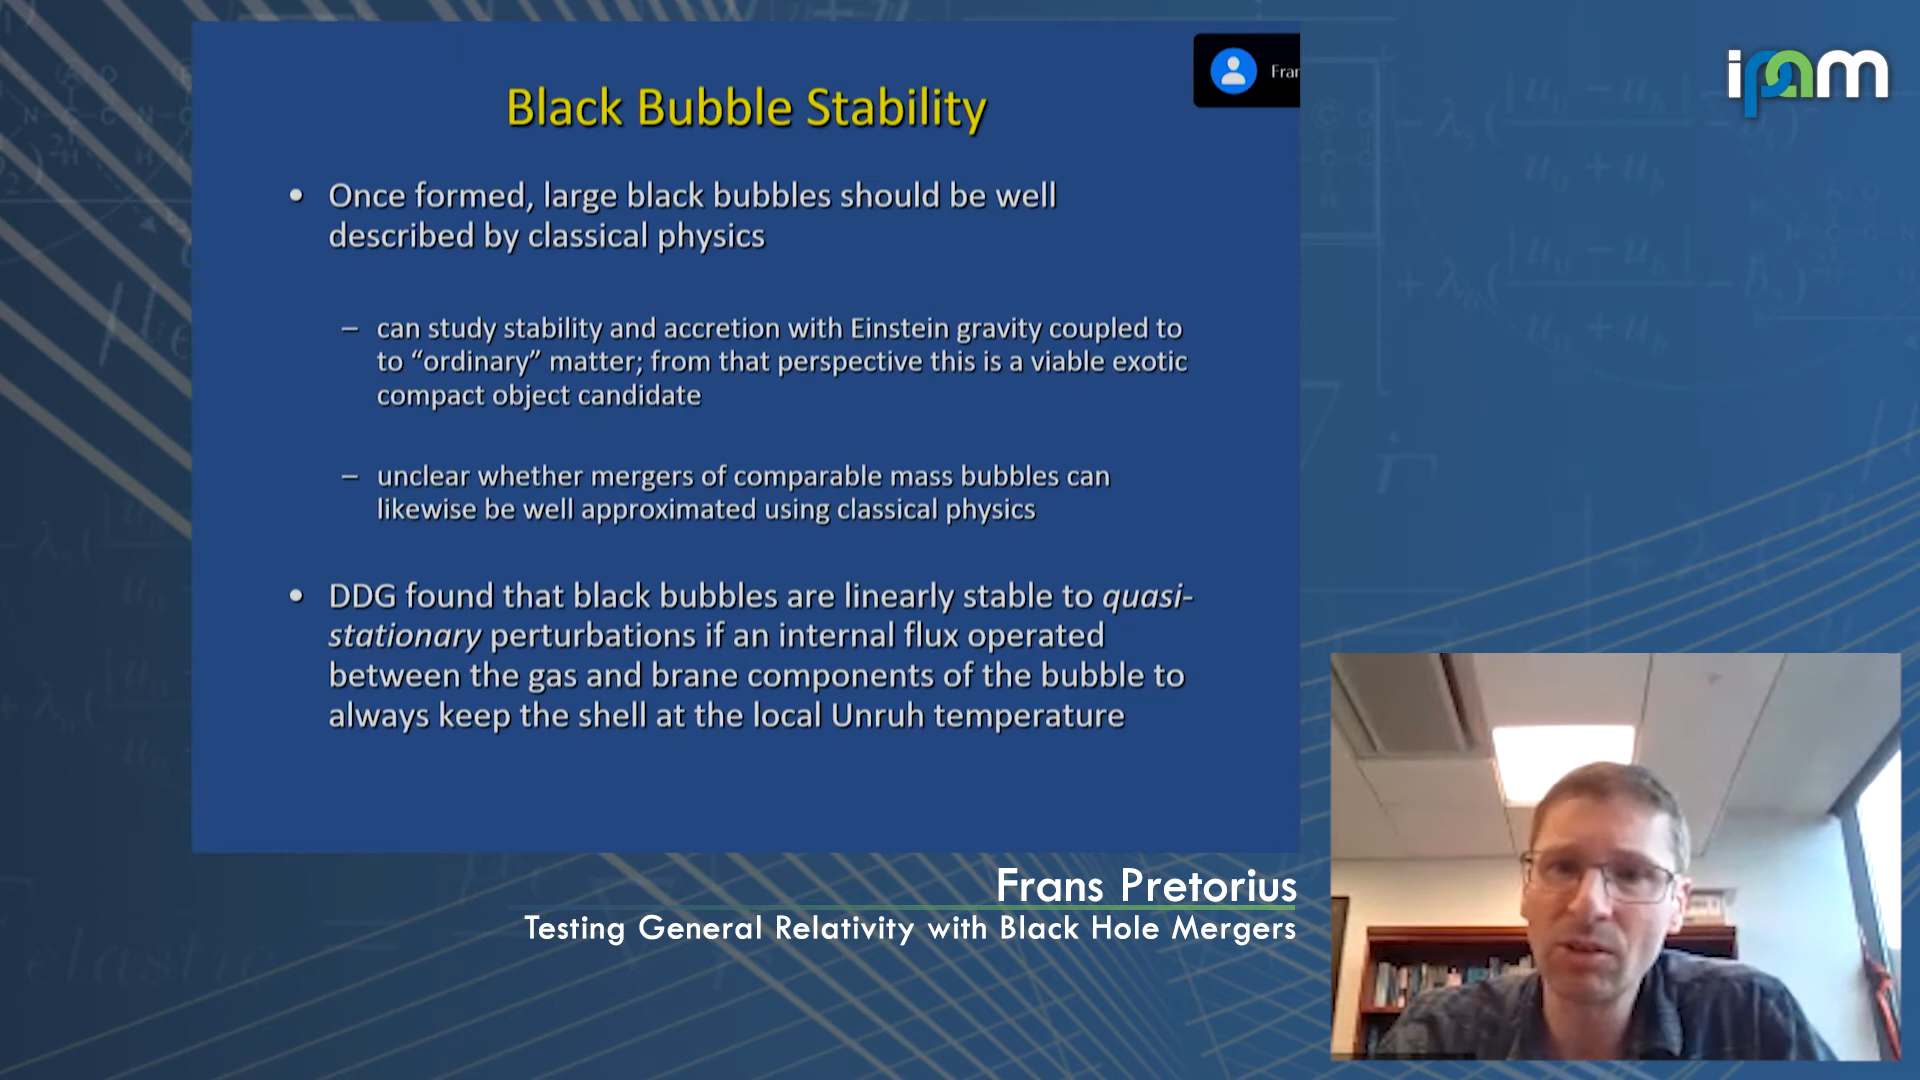 Black Bubble Stability
Fran
ipam
• Once formed, large black bubbles should be well
described by classical physics
– can study stability and accretion with Einstein gravity coupled to
to “ordinary” matter; from that perspective this is a viable exotic
compact object candidate
– unclear whether mergers of comparable mass bubbles can
likewise be well approximated using classical physics
• DDG found that black bubbles are linearly stable to quasi-
stationary perturbations if an internal flux operated
between the gas and brane components of the bubble to
always keep the shell at the local Unruh temperature
Frans Pretorius
Testing General Relativity with Black Hole Mergers